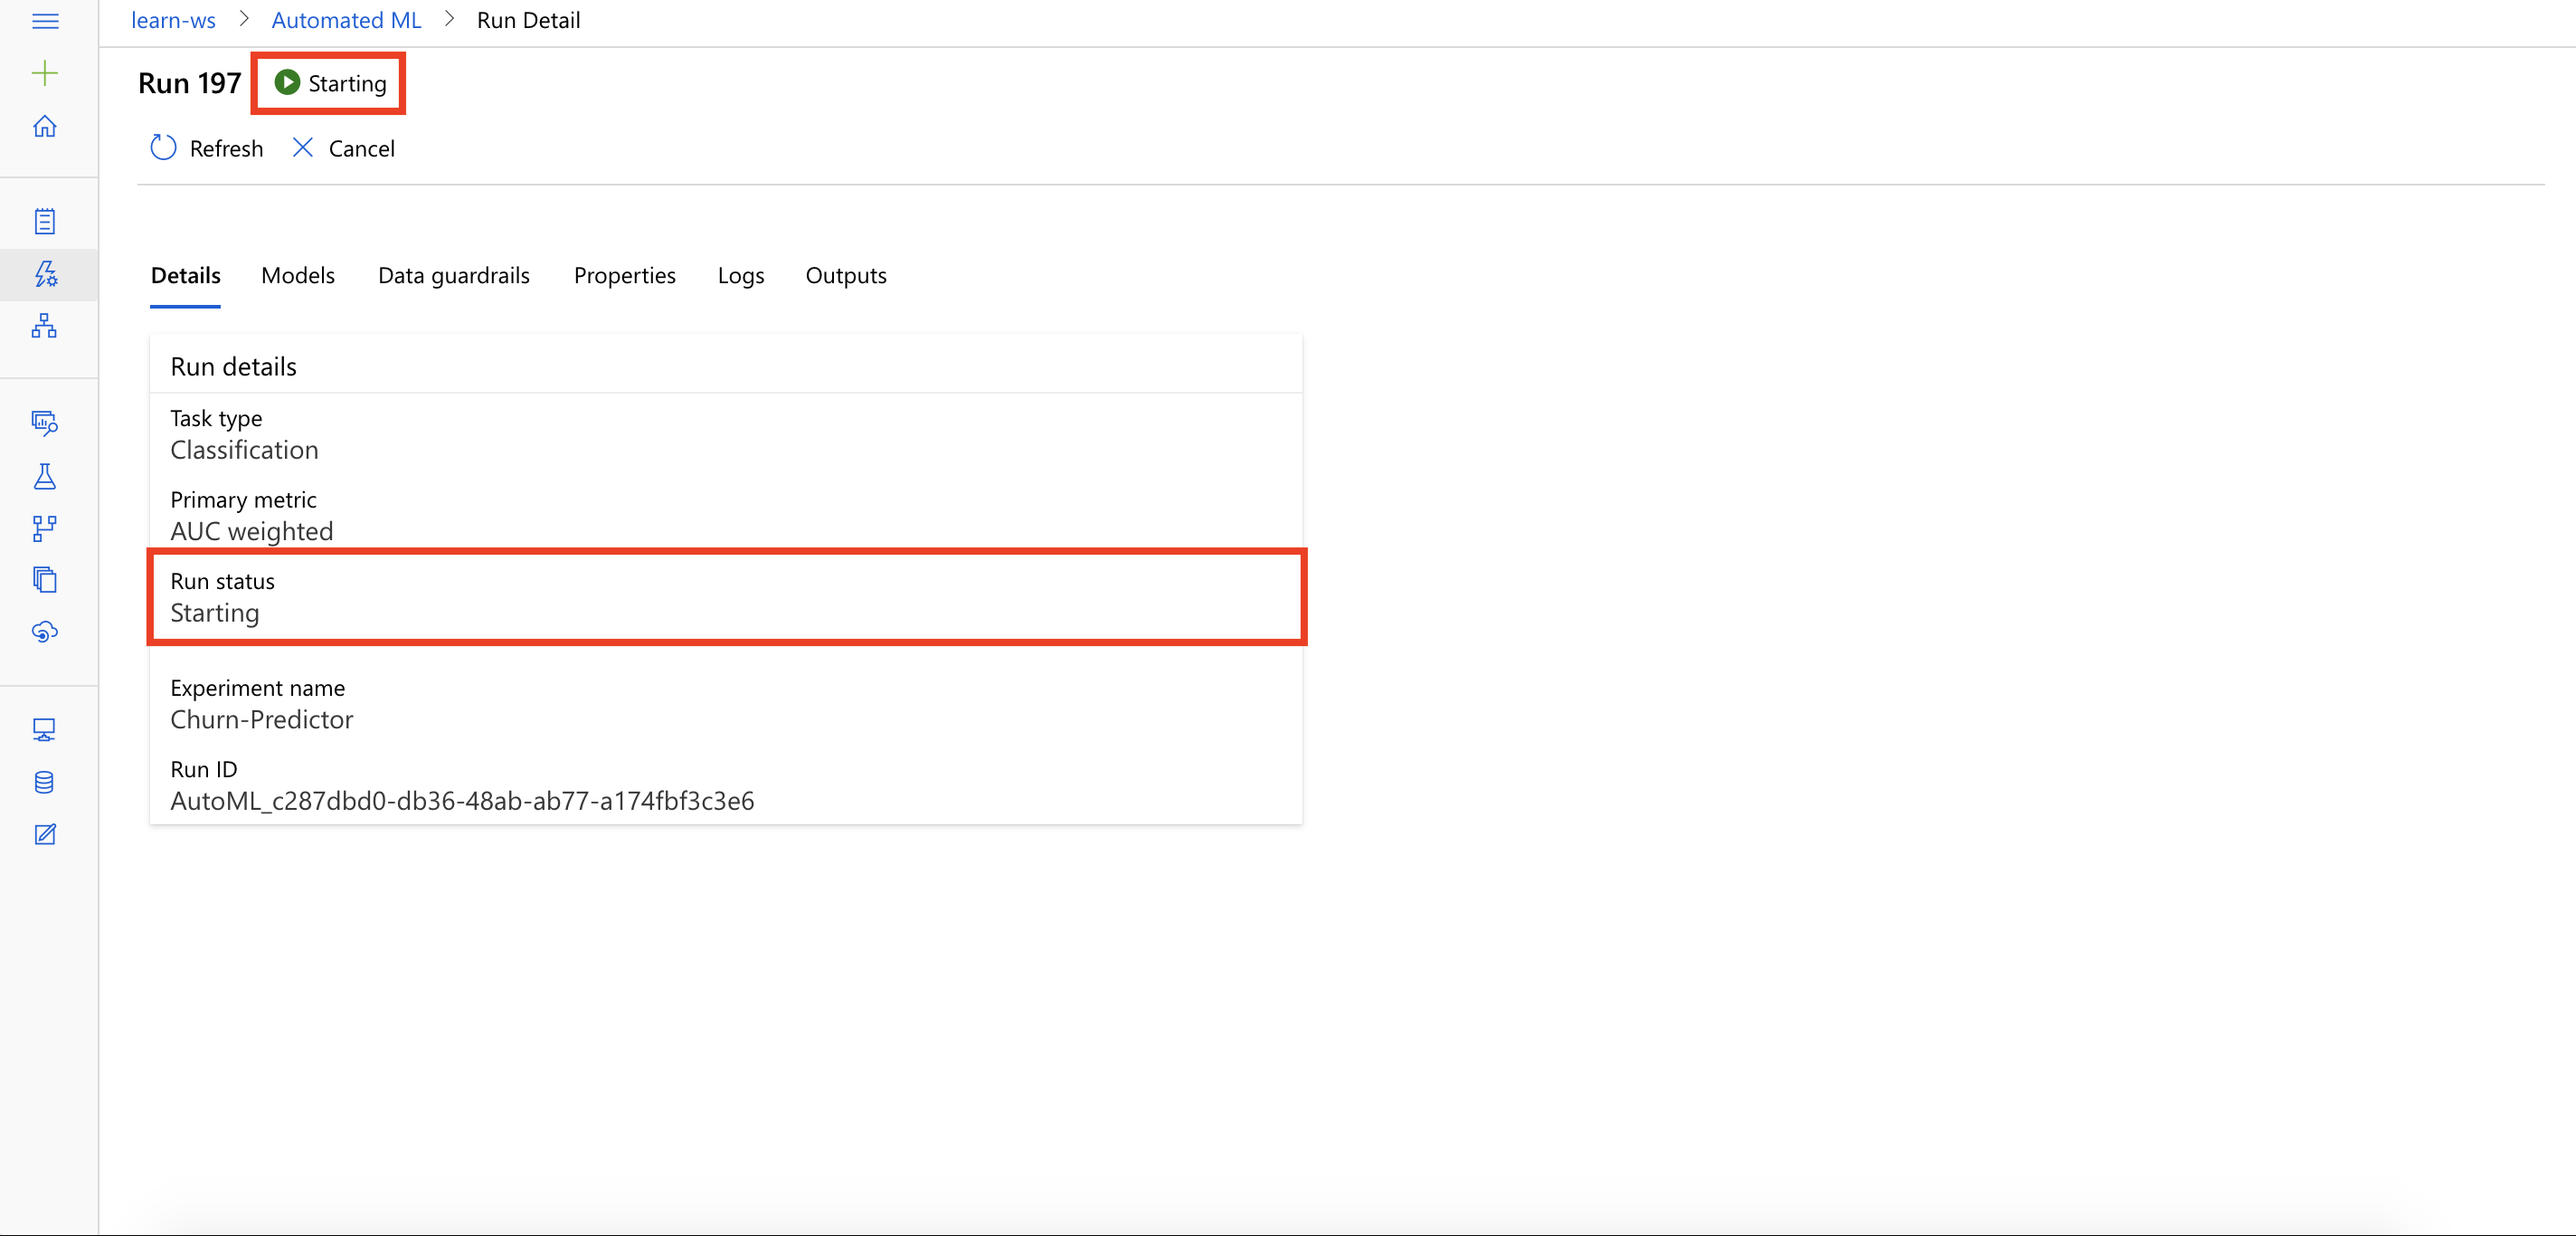 learn-ws > Automated ML > Run Detail
Run 197 Starting
Refresh Cancel
Details Models Data guardrails Properties Logs Outputs
Run details
Task type
Classification
Primary metric
AUC weighted
Run status
Starting
Experiment name
Churn-Predictor
Run ID
AutoML_c287dbd0-db36-48ab-ab77-a174fbf3c3e6